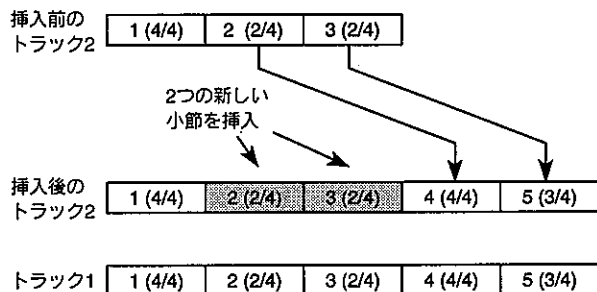 挿入前の
トラック2
1 (4/4) 2 (2/4) 3 (2/4)
2つの新しい
小節を挿入
挿入後の
トラック2
1 (4/4) 2 (2/4) 3 (2/4) 4 (4/4) 5 (3/4)
トラック1 1 (4/4) 2 (2/4) 3 (2/4) 4 (4/4) 5 (3/4)